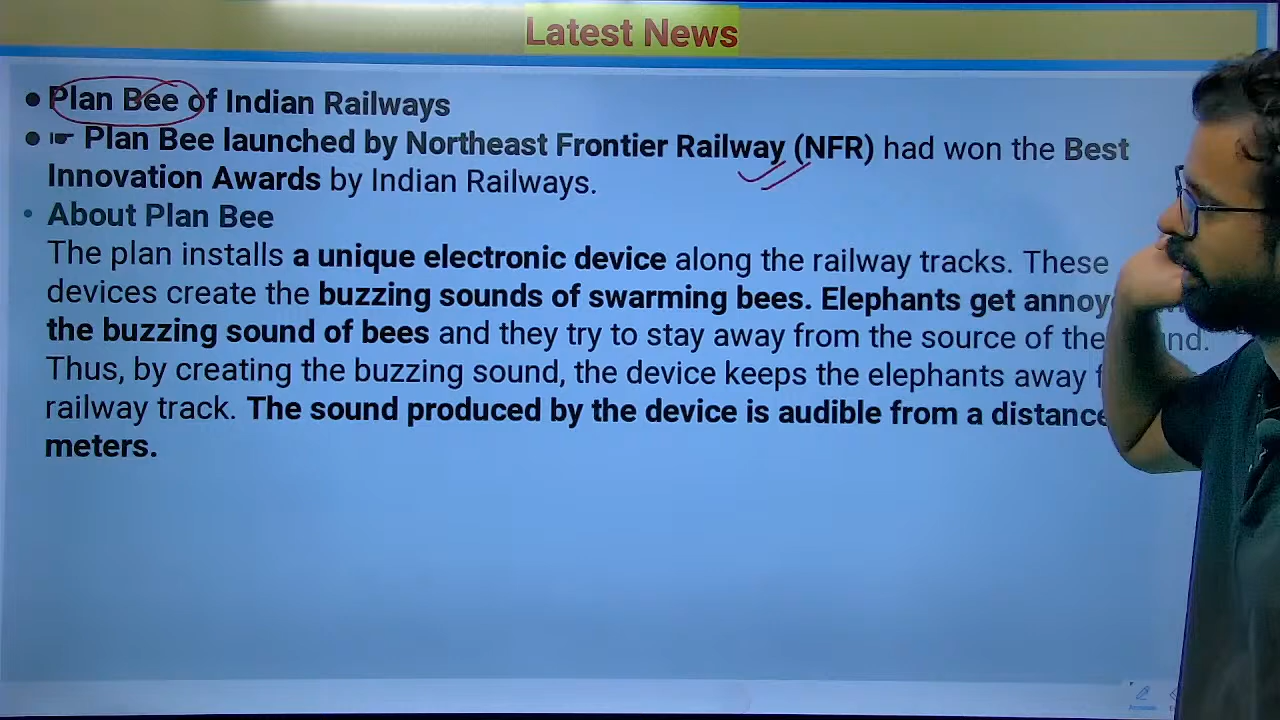 Latest News
● Plan Bee of Indian Railways
● ☛ Plan Bee launched by Northeast Frontier Railway (NFR) had won the Best
Innovation Awards by Indian Railways.
• About Plan Bee
The plan installs a unique electronic device along the railway tracks. These
devices create the buzzing sounds of swarming bees. Elephants get
the buzzing sound of bees and they try to stay away from the source of the
Thus, by creating the buzzing sound, the device keeps the elephants away
railway track. The sound produced by the device is audible from a distance
meters.